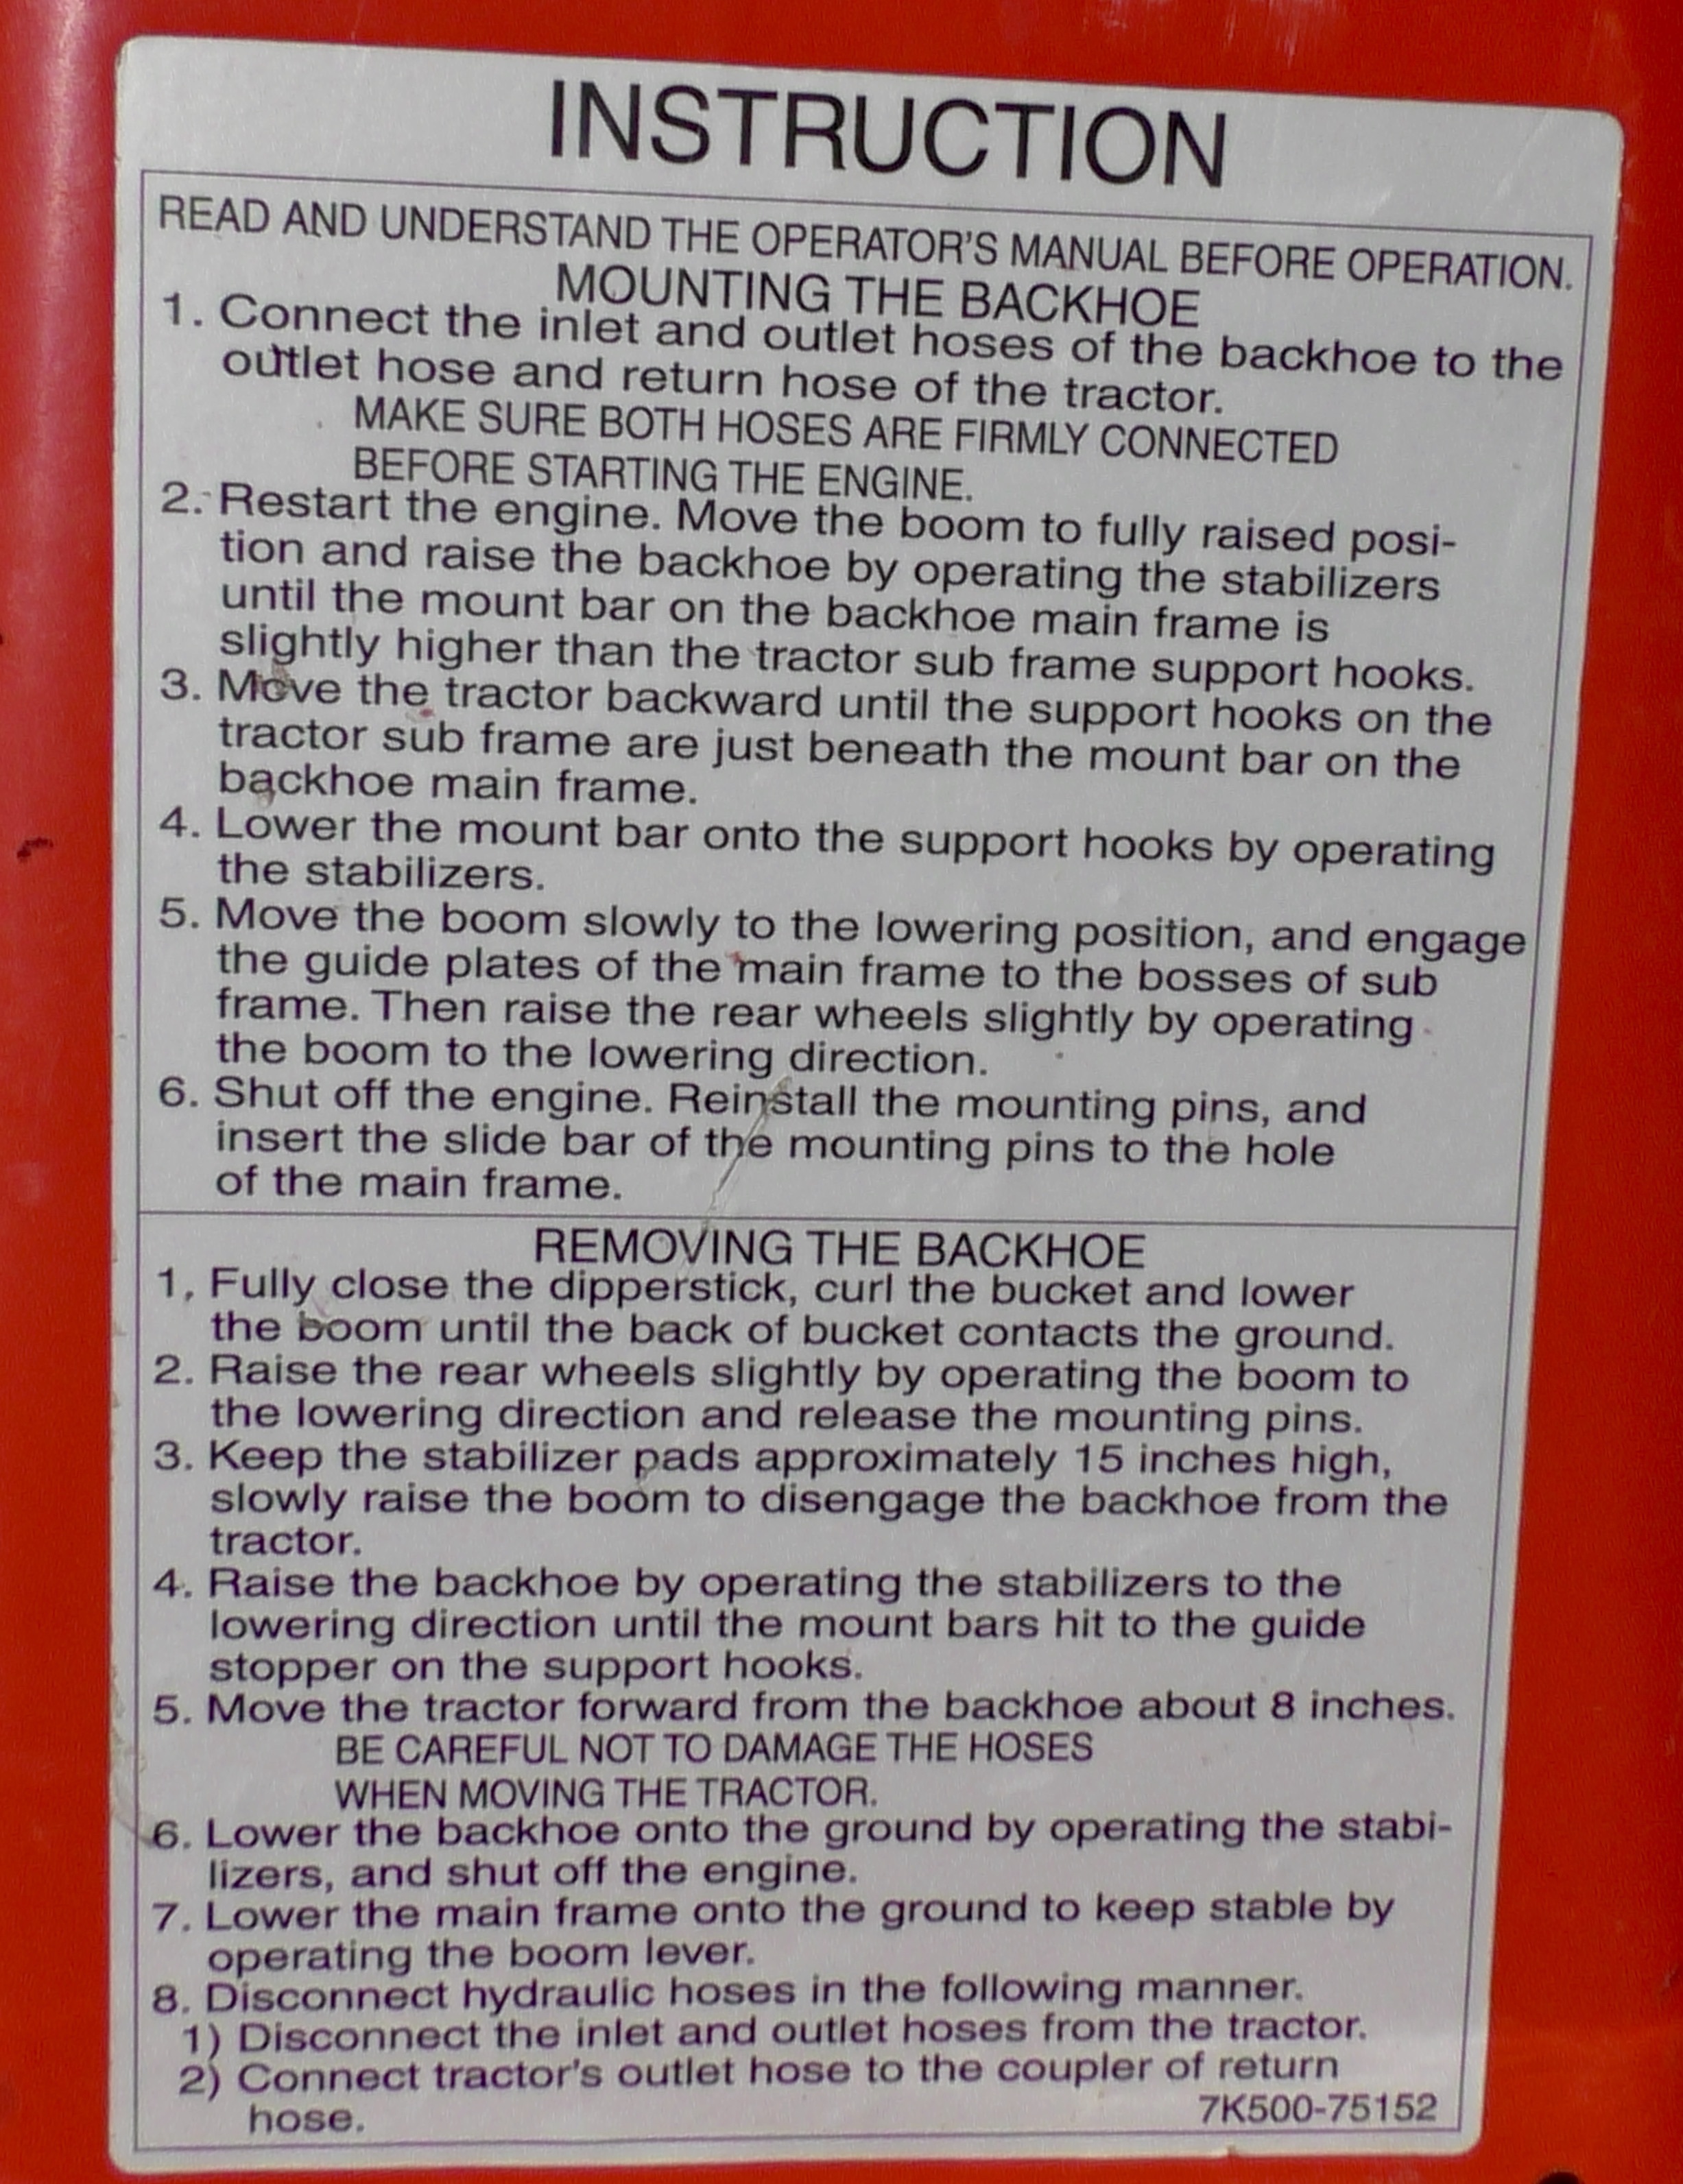 INSTRUCTION
READ AND UNDERSTAND THE OPERATOR'S MANUAL BEFORE OPERATION.
MOUNTING THE BACKHOE
1. Connect the inlet and outlet hoses of the backhoe to the
outlet hose and return hose of the tractor.
MAKE SURE BOTH HOSES ARE FIRMLY CONNECTED
BEFORE STARTING THE ENGINE.
2. Restart the engine. Move the boom to fully raised posi-
tion and raise the backhoe by operating the stabilizers
until the mount bar on the backhoe main frame is
slightly higher than the tractor sub frame support hooks.
3. Move the tractor backward until the support hooks on the
tractor sub frame are just beneath the mount bar on the
backhoe main frame.
4. Lower the mount bar onto the support hooks by operating
the stabilizers.
5. Move the boom slowly to the lowering position, and engage
the guide plates of the main frame to the bosses of sub
frame. Then raise the rear wheels slightly by operating
the boom to the lowering direction.
6. Shut off the engine. Reinstall the mounting pins, and
insert the slide bar of the mounting pins to the hole
of the main frame.
REMOVING THE BACKHOE
1. Fully close the dipperstick, curl the bucket and lower
the boom until the back of bucket contacts the ground.
2. Raise the rear wheels slightly by operating the boom to
the lowering direction and release the mounting pins.
3. Keep the stabilizer pads approximately 15 inches high,
slowly raise the boom to disengage the backhoe from the
tractor.
4. Raise the backhoe by operating the stabilizers to the
lowering direction until the mount bars hit to the guide
stopper on the support hooks.
5. Move the tractor forward from the backhoe about 8 inches.
BE CAREFUL NOT TO DAMAGE THE HOSES
WHEN MOVING THE TRACTOR.
6. Lower the backhoe onto the ground by operating the stabi-
lizers, and shut off the engine.
7. Lower the main frame onto the ground to keep stable by
operating the boom lever.
8. Disconnect hydraulic hoses in the following manner.
1) Disconnect the inlet and outlet hoses from the tractor.
2) Connect tractor's outlet hose to the coupler of return
hose. 7K500-75152